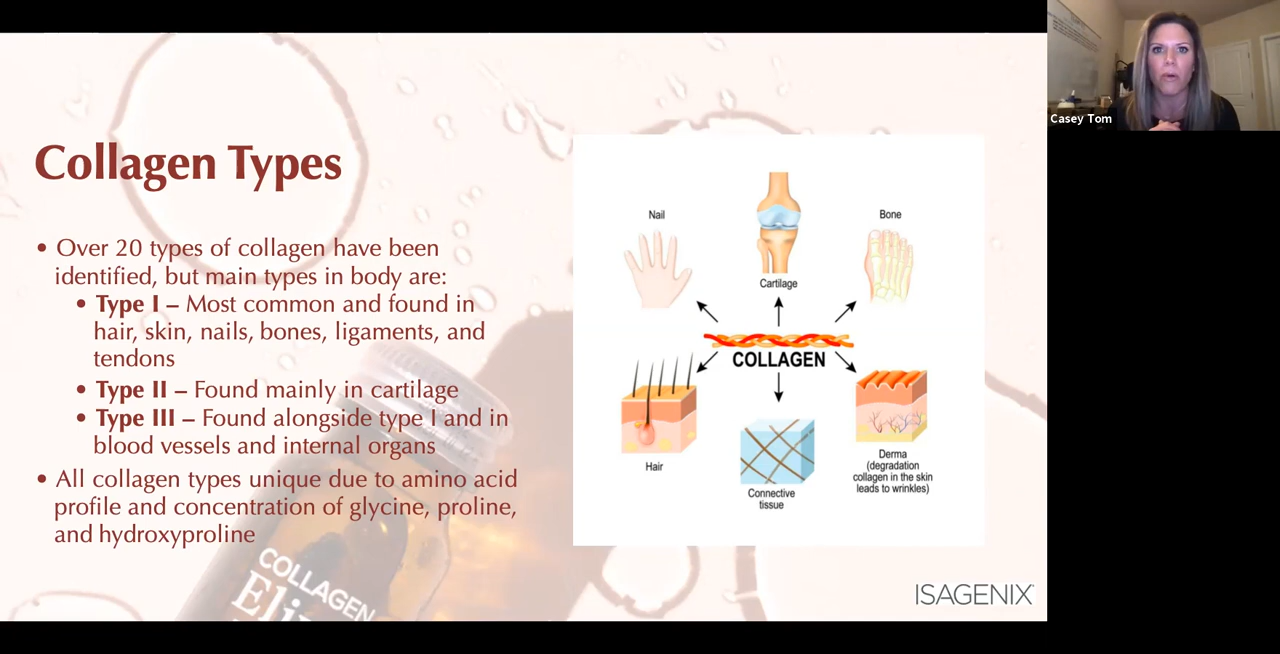 Collagen Types
• Over 20 types of collagen have been
identified, but main types in body are:
• Type I – Most common and found in
hair, skin, nails, bones, ligaments, and
tendons
• Type II – Found mainly in cartilage
• Type III – Found alongside type I and in
blood vessels and internal organs
• All collagen types unique due to amino acid
profile and concentration of glycine, proline,
and hydroxyproline
COLLAGEN
Nail
Cartilage
Bone
COLLAGEN
Hair
Connective
tissue
Derma
(degradation
collagen in the skin
leads to wrinkles)
ISAGENIX
Casey Tom